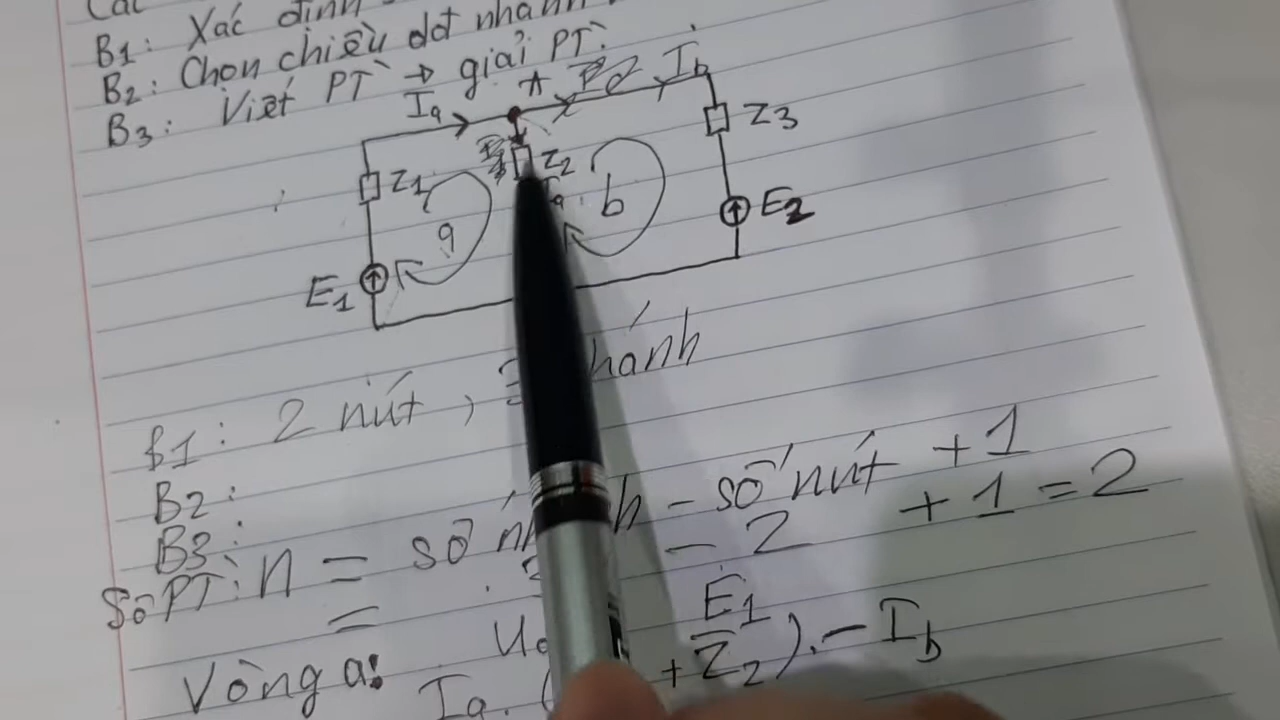 B1: Xác định
B2: Chọn chiều dđ nhánh
B3: Viết PT → giải PT.
Ia
A
Ib
Z1
Z2
Z3
a
b
E1
E2
B1: 2 nút, 3 nhánh
B2:
B3:
Số PT: n = số nhánh - số nút + 1
= 3 - 2 + 1 = 2
Vòng a:
E1
Ia. ( + Z2). - Ib